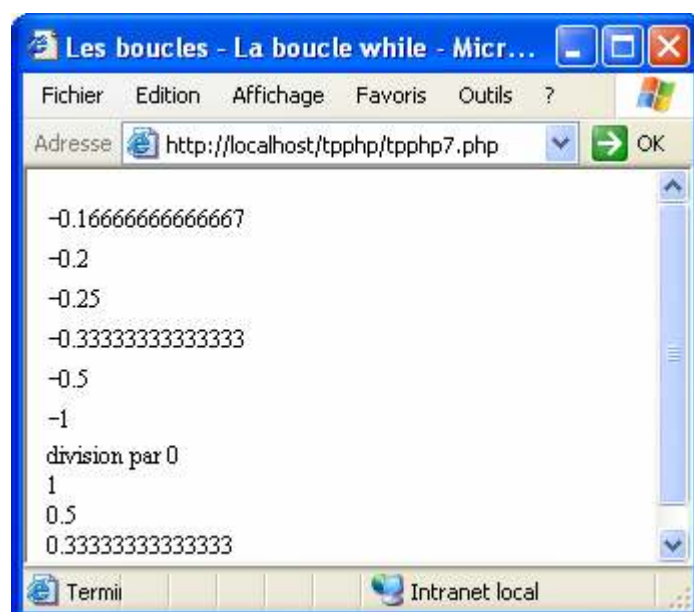 Les boucles - La boucle while - Micr...
Fichier Edition Affichage Favoris Outils ?
Adresse http://localhost/tpphp/tpphp7.php OK
-0.16666666666667
-0.2
-0.25
-0.33333333333333
-0.5
-1
division par 0
1
0.5
0.33333333333333
Termi
Intranet local